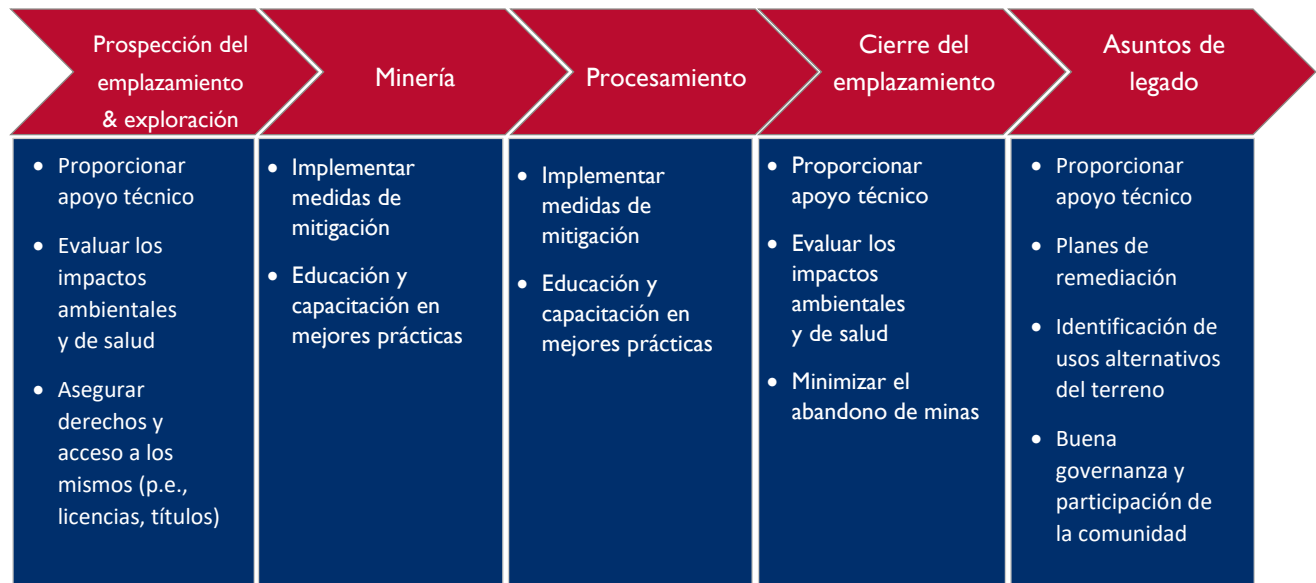 Prospección del
emplazamiento
& exploración
Minería
Procesamiento
Cierre del
emplazamiento
Asuntos de
legado
• Proporcionar
apoyo técnico
• Evaluar los
impactos
ambientales
y de salud
• Asegurar
derechos y
acceso a los
mismos (p.e.,
licencias, títulos)
• Implementar
medidas de
mitigación
• Educación y
capacitación en
mejores prácticas
• Implementar
medidas de
mitigación
• Educación y
capacitación en
mejores prácticas
• Proporcionar
apoyo técnico
• Evaluar los
impactos
ambientales
y de salud
• Minimizar el
abandono de minas
• Proporcionar
apoyo técnico
• Planes de
remediación
• Identificación de
usos alternativos
del terreno
• Buena
governanza y
participación de
la comunidad